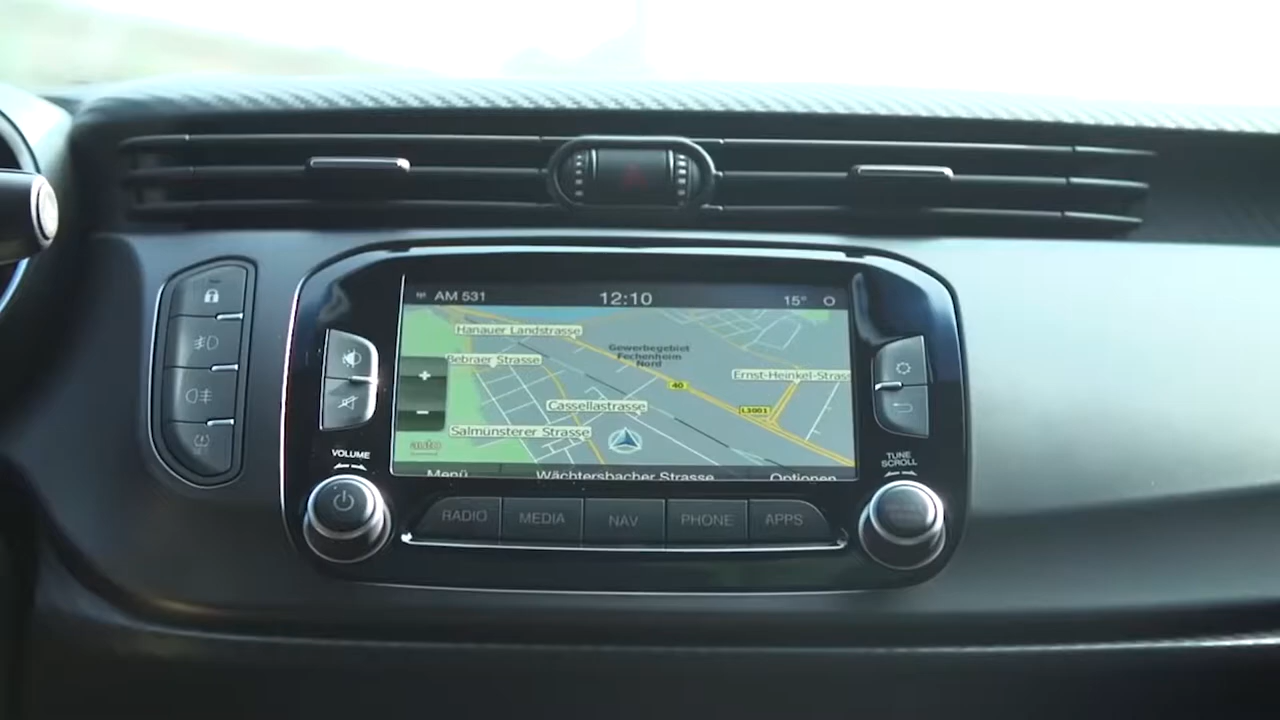 AM 531 12:10 15°
Hanauer Landstrasse
Gewerbegebiet
Fechenheim
Nord
Bebraer Strasse
Ernst-Heinkel-Strass
40
Cassellastrasse
L3001
Salmünsterer Strasse
auto
Menü Wächtersbacher Strasse Optionen
VOLUME
TUNE
SCROLL
RADIO MEDIA NAV PHONE APPS